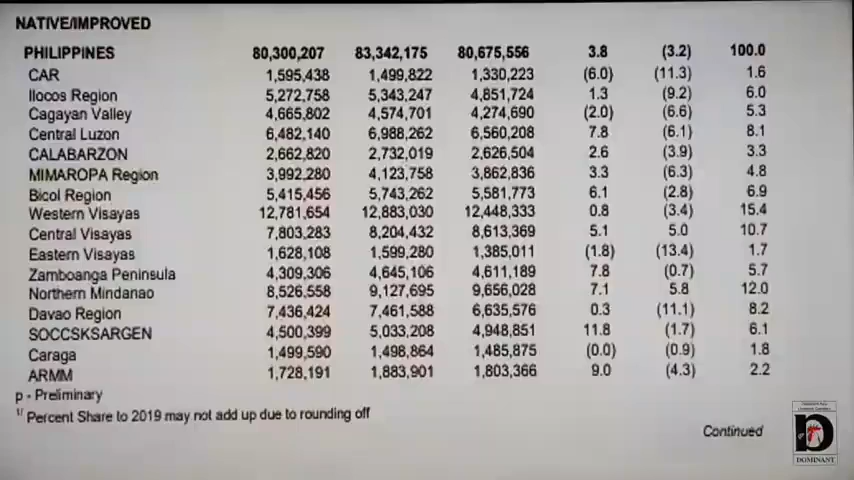 NATIVE/IMPROVED
PHILIPPINES 80,300,207 83,342,175 80,675,556 3.8 (3.2) 100.0
CAR 1,595,438 1,499,822 1,330,223 (6.0) (11.3) 1.6
Ilocos Region 5,272,758 5,343,247 4,851,724 1.3 (9.2) 6.0
Cagayan Valley 4,665,802 4,574,701 4,274,690 (2.0) (6.6) 5.3
Central Luzon 6,482,140 6,988,262 6,560,208 7.8 (6.1) 8.1
CALABARZON 2,662,820 2,732,019 2,626,504 2.6 (3.9) 3.3
MIMAROPA Region 3,992,280 4,123,758 3,862,836 3.3 (6.3) 4.8
Bicol Region 5,415,456 5,743,262 5,581,773 6.1 (2.8) 6.9
Western Visayas 12,781,654 12,883,030 12,448,333 0.8 (3.4) 15.4
Central Visayas 7,803,283 8,204,432 8,613,369 5.1 5.0 10.7
Eastern Visayas 1,628,108 1,599,280 1,385,011 (1.8) (13.4) 1.7
Zamboanga Peninsula 4,309,306 4,645,106 4,611,189 7.8 (0.7) 5.7
Northern Mindanao 8,526,558 9,127,695 9,656,028 7.1 5.8 12.0
Davao Region 7,436,424 7,461,588 6,635,576 0.3 (11.1) 8.2
SOCCSKSARGEN 4,500,399 5,033,208 4,948,851 11.8 (1.7) 6.1
Caraga 1,499,590 1,498,864 1,485,875 (0.0) (0.9) 1.8
ARMM 1,728,191 1,883,901 1,803,366 9.0 (4.3) 2.2
p - Preliminary
1/ Percent Share to 2019 may not add up due to rounding off
Continued
DOMINANT